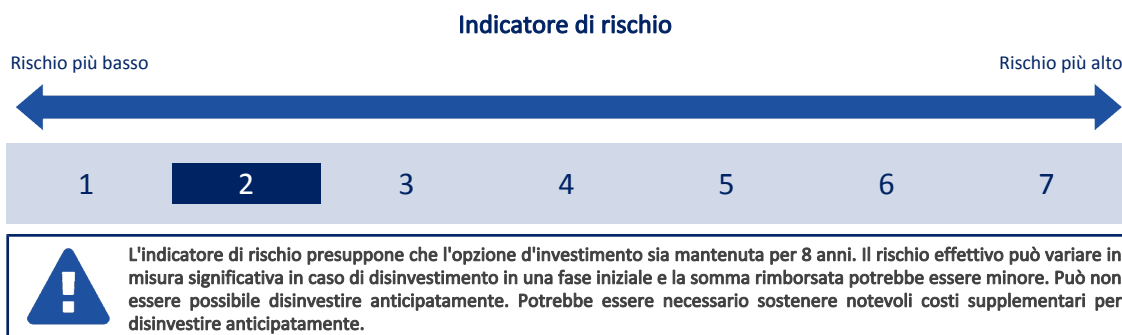 Indicatore di rischio
Rischio più basso Rischio più alto
1 2 3 4 5 6 7
L'indicatore di rischio presuppone che l'opzione d'investimento sia mantenuta per 8 anni. Il rischio effettivo può variare in
misura significativa in caso di disinvestimento in una fase iniziale e la somma rimborsata potrebbe essere minore. Può non
essere possibile disinvestire anticipatamente. Potrebbe essere necessario sostenere notevoli costi supplementari per
disinvestire anticipatamente.